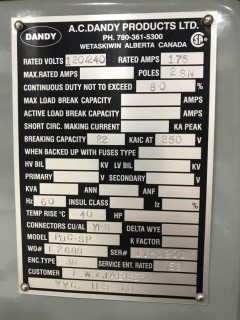 DANDY
A.C. DANDY PRODUCTS LTD.
PH. 780-361-5300
WETASKIWIN ALBERTA CANADA
RATED VOLTS 120/240 RATED AMPS 175
MAX.RATED AMPS POLES 2 SN
CONTINUOUS DUTY NOT TO EXCEED 80 %
MAX LOAD BREAK CAPACITY AMPS
ACTIVE LOAD BREAK CAPACITY AMPS
SHORT CIRC. MAKING CURRENT KA PEAK
BREAKING CAPACITY 22 KAIC AT 250 V
WHEN BACKED UP WITH FUSES TYPE
HV BIL KV LV BIL KV
PRIMARY V SECONDARY V
KVA ANN KNAF
Hz 60 INSUL CLASS Iz %
TEMP RISE °C 40 HP
CONNECTORS CU/AL YES DELTA WYE
MODEL K FACTOR
WO# SER#
ENC.TYPE 3R SERVICE ENT. RATED
CUSTOMER